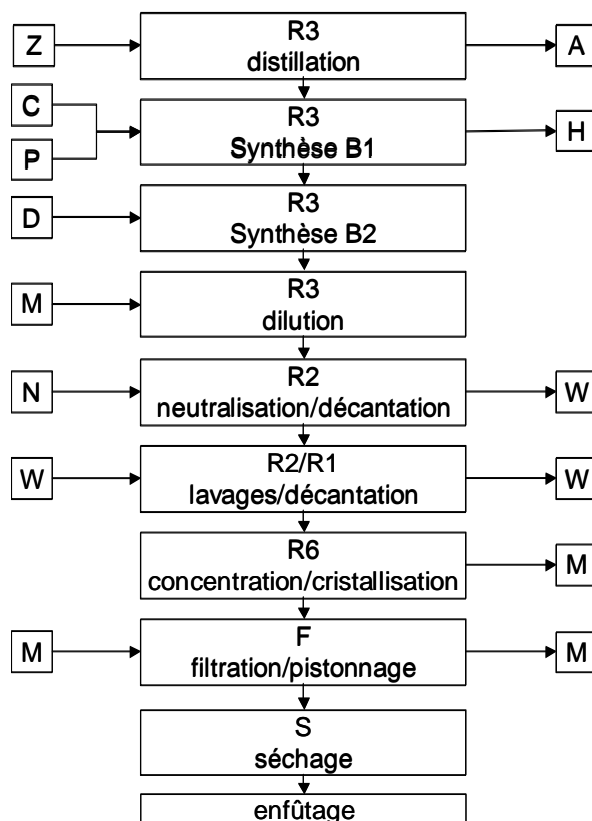 Z
R3
distillation
A
C
P
R3
Synthèse B1
H
D
R3
Synthèse B2
M
R3
dilution
N
R2
neutralisation/décantation
W
W
R2/R1
lavages/décantation
W
R6
concentration/cristallisation
M
M
F
filtration/pistonnage
M
S
séchage
enfûtage